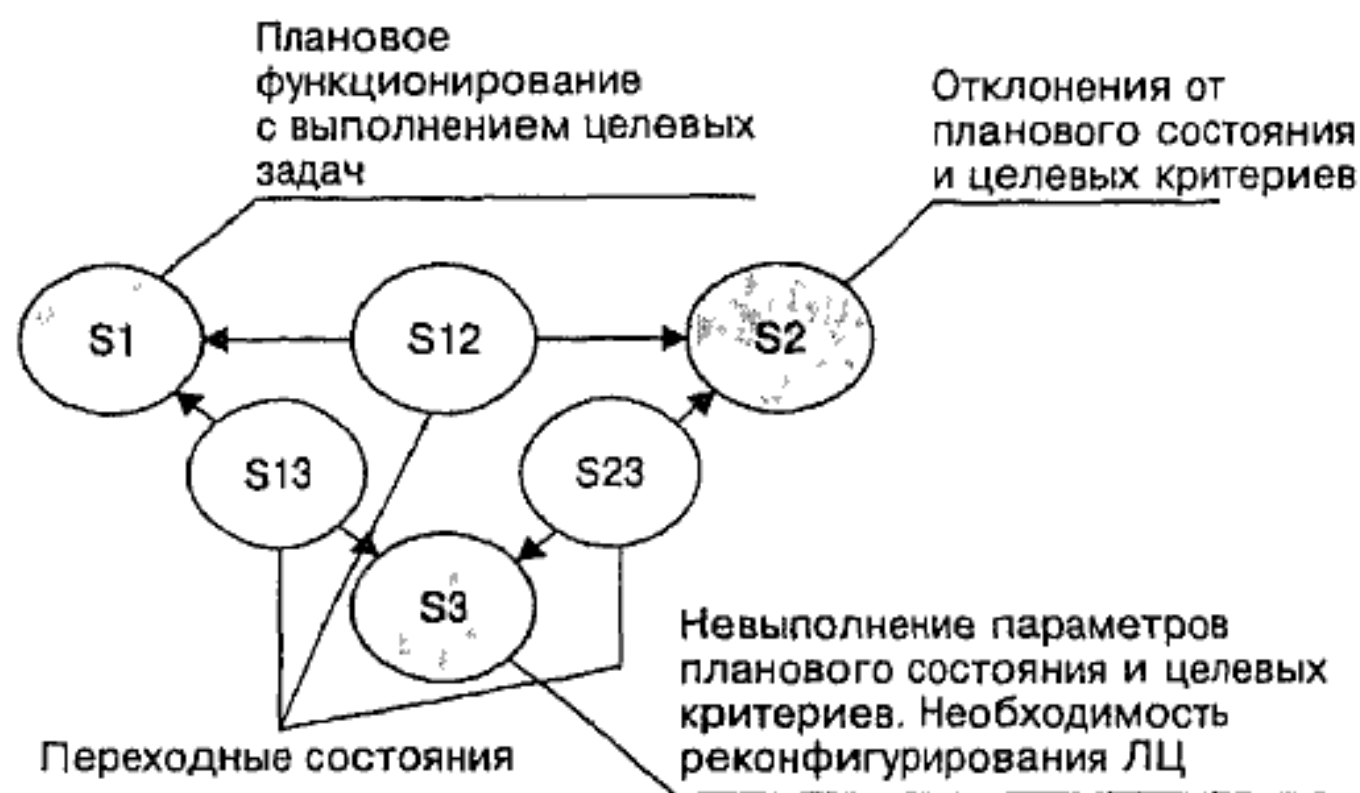 Плановое
функционирование
с выполнением целевых
задач
Отклонения от
планового состояния
и целевых критериев
S1
S12
S2
S13
S23
S3
Невыполнение параметров
планового состояния и целевых
критериев. Необходимость
реконфигурирования ЛЦ
Переходные состояния